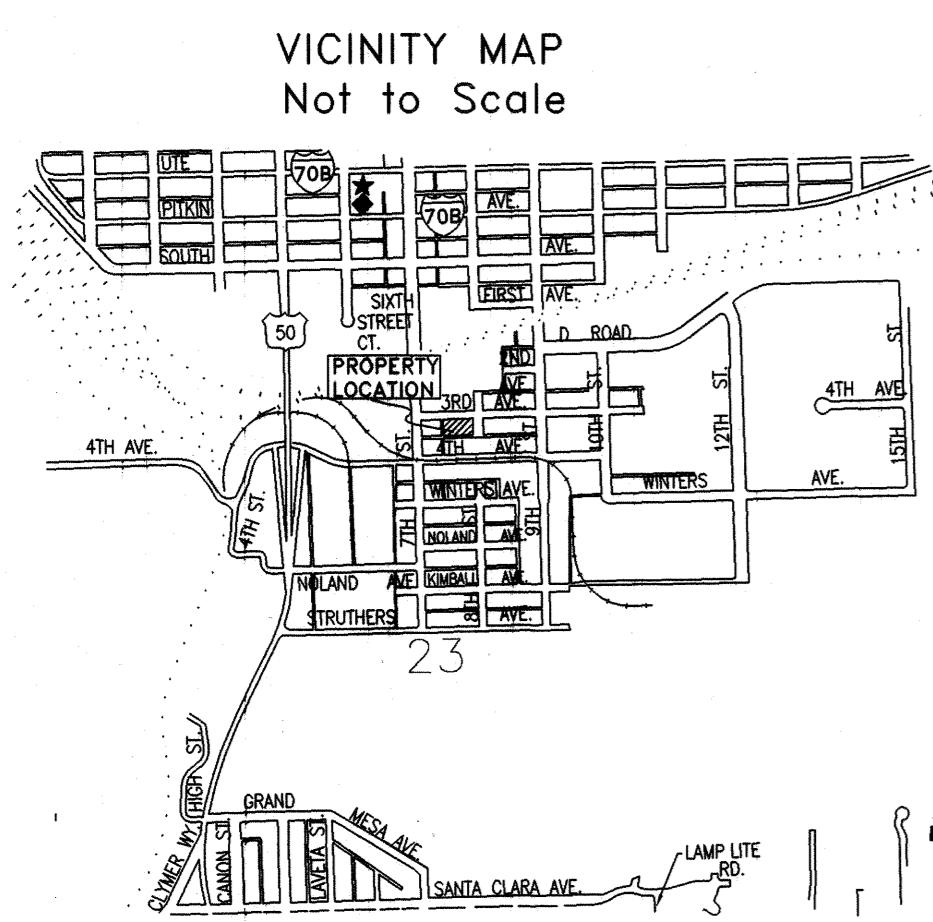 VICINITY MAP
Not to Scale
UTE
70B
PITKIN
70B
AVE.
SOUTH
AVE.
SIXTH
STREET
CT.
FIRST AVE.
50
D ROAD
ST.
PROPERTY
LOCATION
2ND
AVE.
ST.
ST.
4TH AVE.
3RD AVE.
4TH AVE.
ST.
4TH AVE.
ST.
10TH
12TH
15TH
WINTERS AVE.
WINTERS AVE.
4TH ST.
7TH
ST.
9TH
NOLAND AVE.
NOLAND AVE.
KIMBALL AVE.
STRUTHERS
8TH
AVE.
23
HIGH ST.
GRAND
MESA AVE.
CLYMER WY.
CANON ST.
LAVETA ST.
LAMP LITE
RD.
SANTA CLARA AVE.